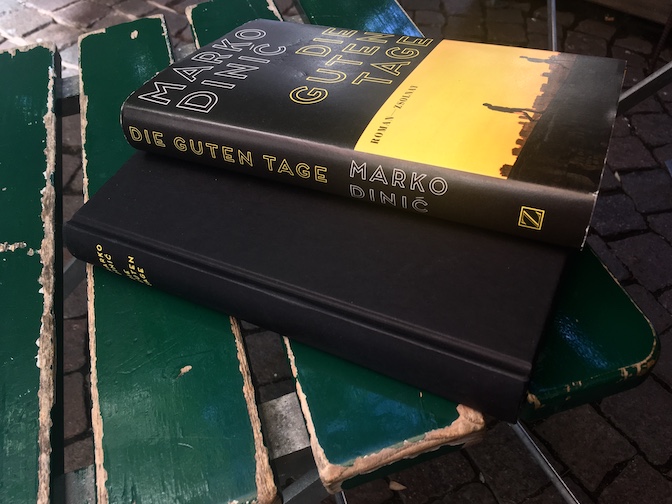 MARKO
DINIĆ
DIE
GUTEN
TAGE
ROMAN—ZSOLNAY
DIE GUTEN TAGE
MARKO
DINIĆ
Z
MARKO
DINIĆ
DIE
GUTEN
TAGE